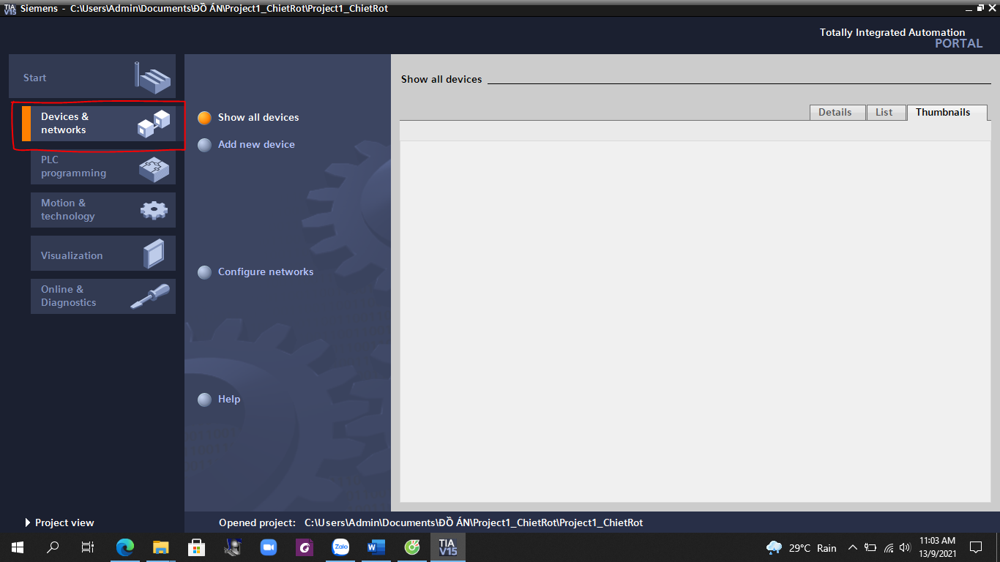 TIA V15 Siemens - C:\Users\Admin\Documents\ĐỒ ÁN\Project1_ChietRot\Project1_ChietRot
Totally Integrated Automation
PORTAL
Start
Devices &
networks
PLC
programming
Motion &
technology
Visualization
Online &
Diagnostics
Show all devices
Add new device
Configure networks
Help
Show all devices
Details
List
Thumbnails
Project view
Opened project: C:\Users\Admin\Documents\ĐỒ ÁN\Project1_ChietRot\Project1_ChietRot
Zalo
W
TIA
V15
29°C Rain
11:03 AM
13/9/2021